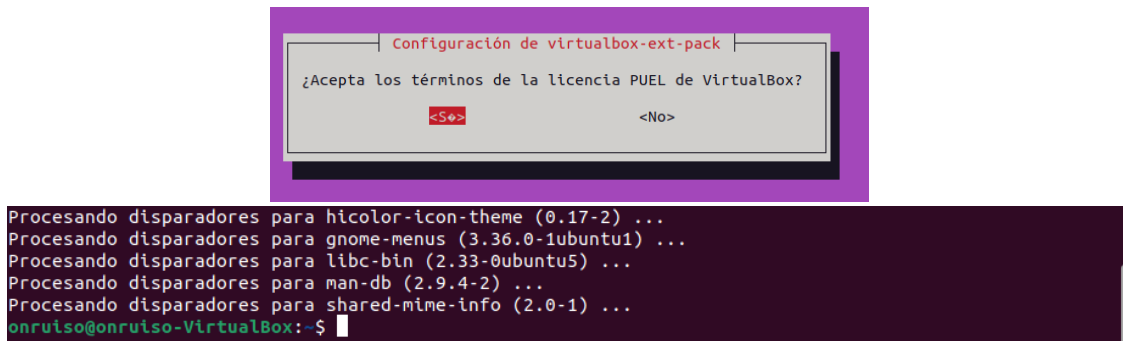 Configuración de virtualbox-ext-pack
¿Acepta los términos de la licencia PUEL de VirtualBox?
<S�> <No>
Procesando disparadores para hicolor-icon-theme (0.17-2) ...
Procesando disparadores para gnome-menus (3.36.0-1ubuntu1) ...
Procesando disparadores para libc-bin (2.33-0ubuntu5) ...
Procesando disparadores para man-db (2.9.4-2) ...
Procesando disparadores para shared-mime-info (2.0-1) ...
onruiso@onruiso-VirtualBox:~$